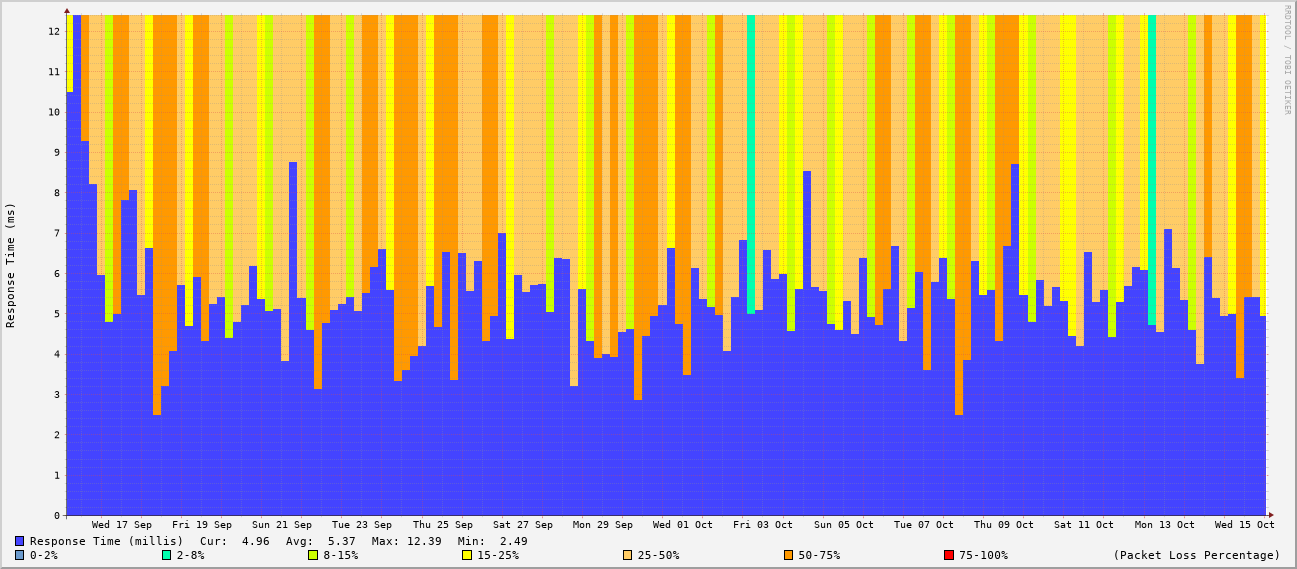 RRDTOOL / TOBI OETIKER
Response Time (ms)
12
11
10
9
8
7
6
5
4
3
2
1
0
Wed 17 Sep Fri 19 Sep Sun 21 Sep Tue 23 Sep Thu 25 Sep Sat 27 Sep Mon 29 Sep Wed 01 Oct Fri 03 Oct Sun 05 Oct Tue 07 Oct Thu 09 Oct Sat 11 Oct Mon 13 Oct Wed 15 Oct
Response Time (millis) Cur: 4.96 Avg: 5.37 Max: 12.39 Min: 2.49
0-2% 2-8% 8-15% 15-25% 25-50% 50-75% 75-100% (Packet Loss Percentage)